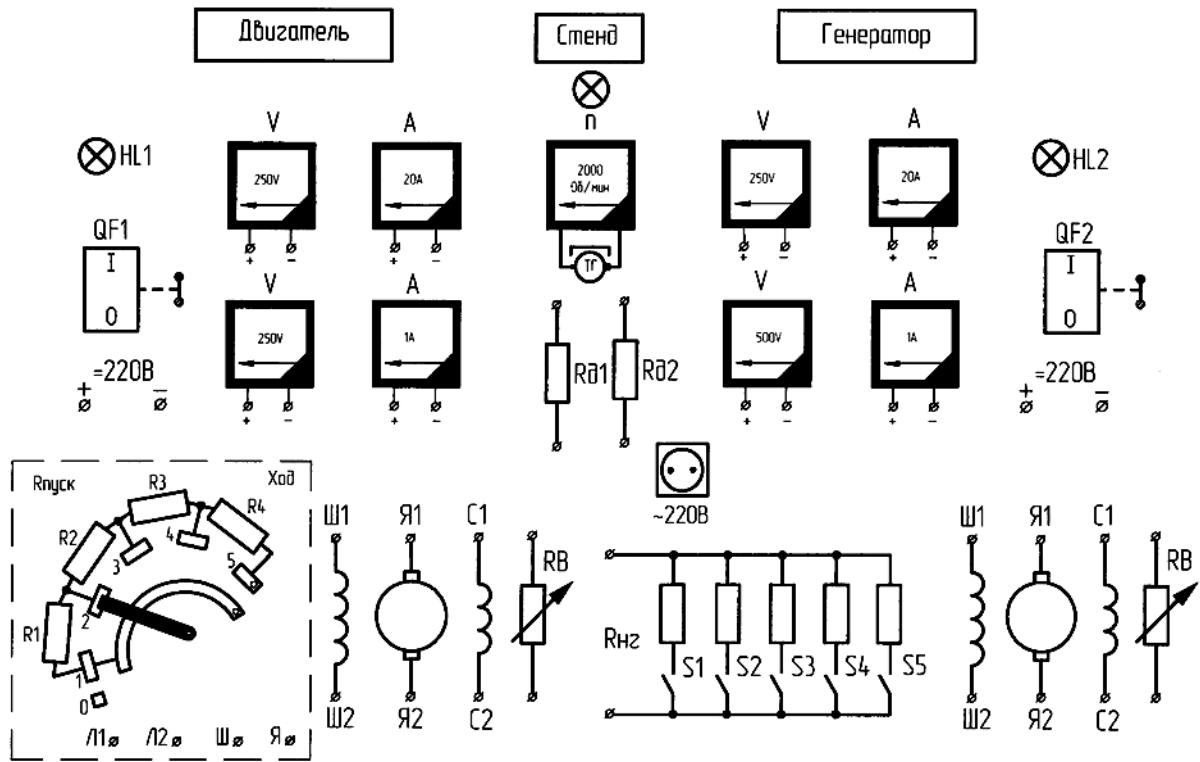 Двигатель
Стенд
Генератор
n
V
A
V
A
HL1
250V
20A
2000
Об/мин
250V
20A
HL2
+
-
+
-
+
-
+
-
QF1
I
O
ТГ
QF2
I
O
V
A
V
A
250V
1A
500V
1A
Rд1
Rд2
=220В
+
-
=220В
+
-
+
-
+
-
+
-
+
-
Rпуск
Ход
R3
R4
R2
4
3
5
R1
2
1
0
Л1
Л2
Ш
Я
~220В
Ш1
Я1
С1
RB
Ш2
Я2
С2
Rнг
S1
S2
S3
S4
S5
Ш1
Я1
С1
RB
Ш2
Я2
С2